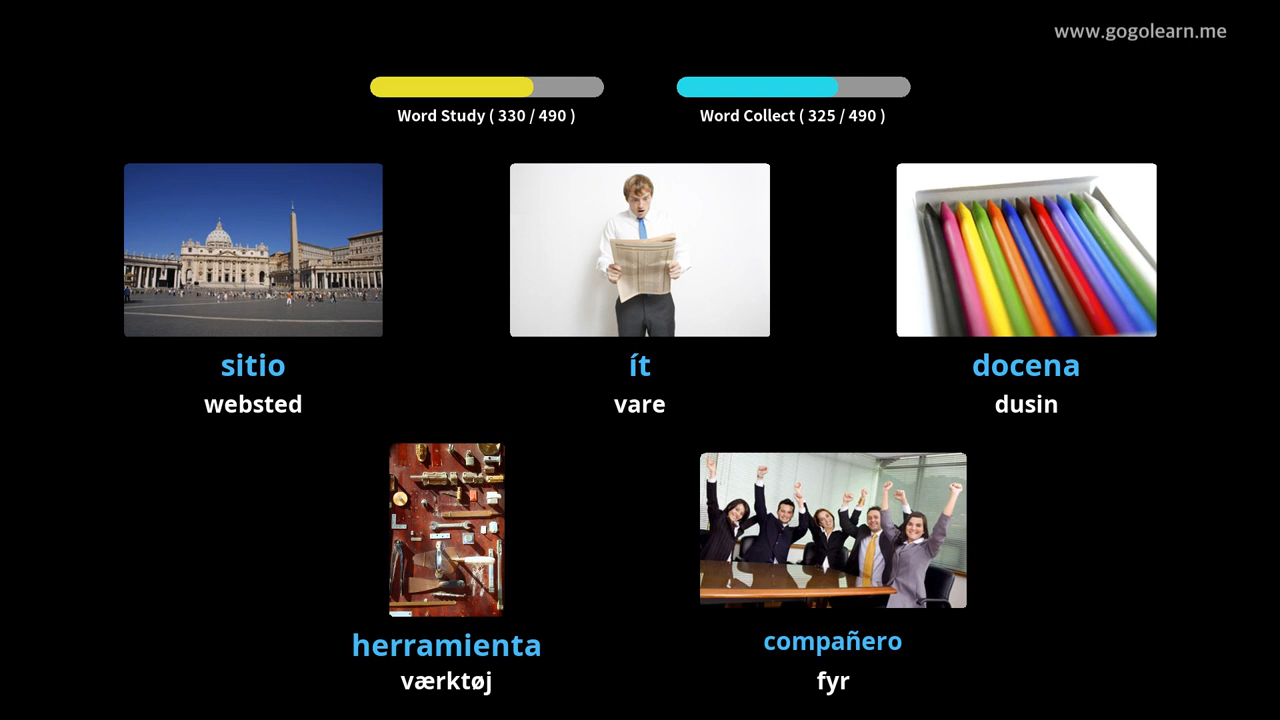 www.gogolearn.me
Word Study ( 330 / 490 )
Word Collect ( 325 / 490 )
sitio
websted
ít
vare
docena
dusin
herramienta
værktøj
compañero
fyr